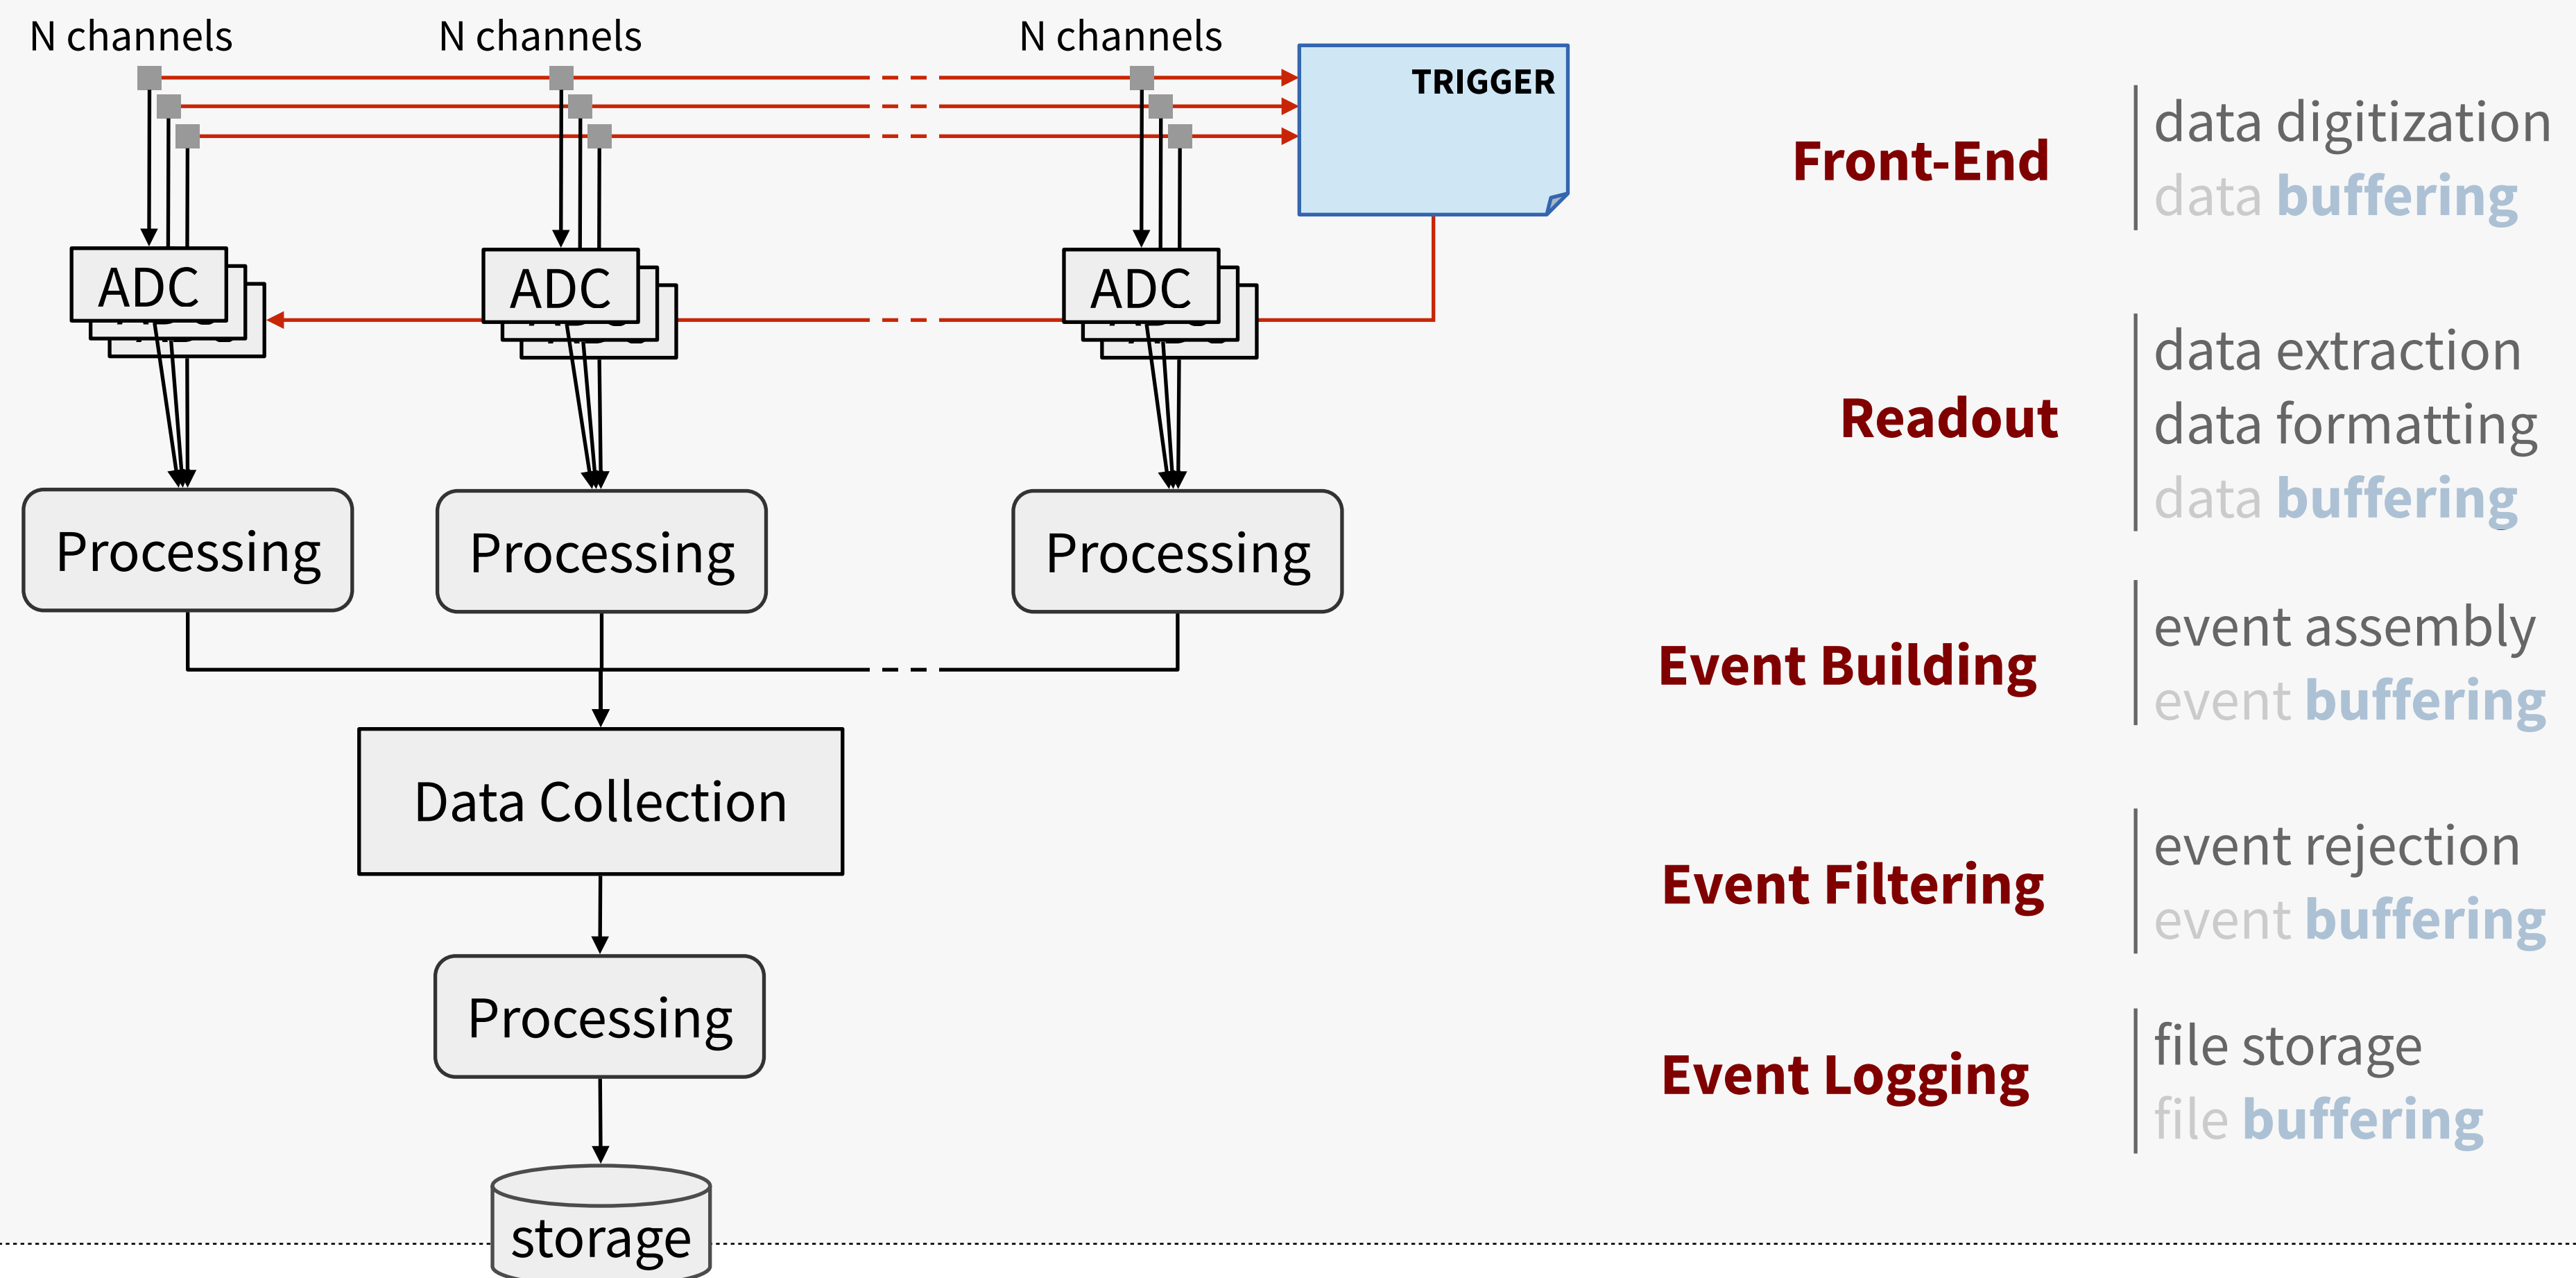 N channels
N channels
N channels
TRIGGER
ADC
ADC
ADC
Processing
Processing
Processing
Data Collection
Processing
storage
Front-End
data digitization
data buffering
Readout
data extraction
data formatting
data buffering
Event Building
event assembly
event buffering
Event Filtering
event rejection
event buffering
Event Logging
file storage
file buffering